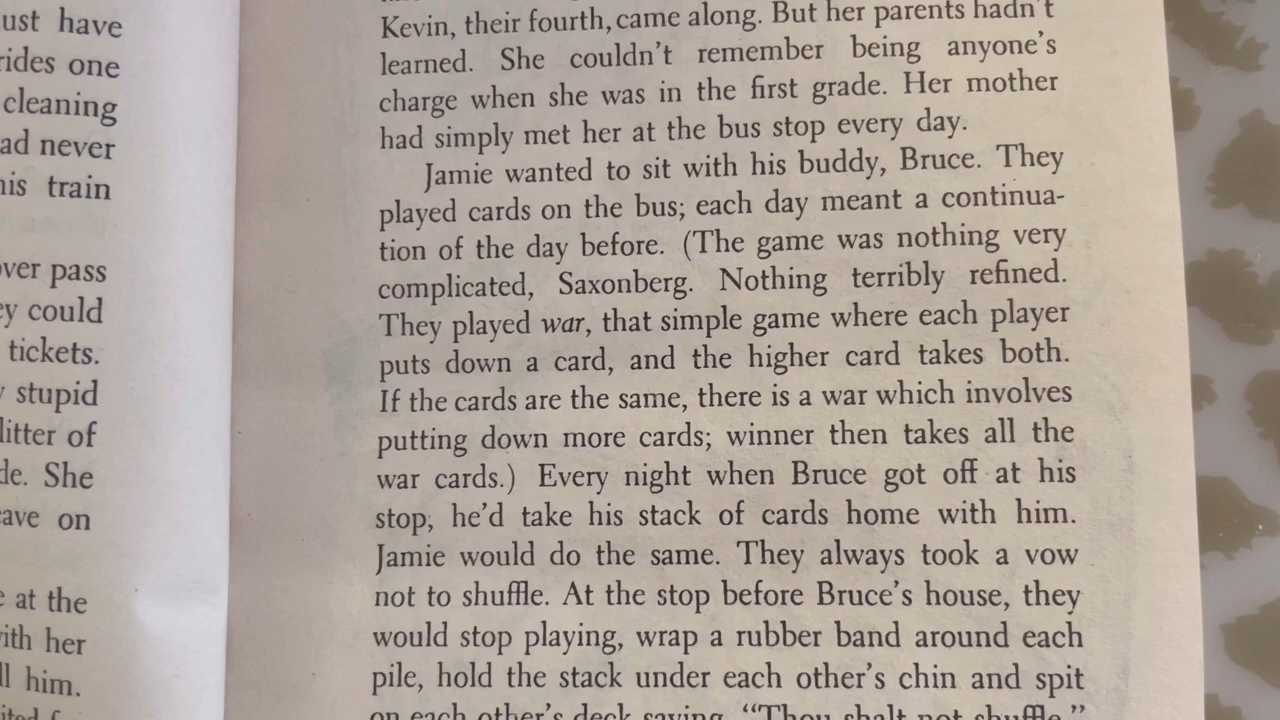 ust have
rides one
cleaning
ad never
his train
over pass
ey could
tickets.
stupid
litter of
de. She
eave on
e at the
with her
ll him.
Kevin, their fourth, came along. But her parents hadn't
learned. She couldn't remember being anyone's
charge when she was in the first grade. Her mother
had simply met her at the bus stop every day.
Jamie wanted to sit with his buddy, Bruce. They
played cards on the bus; each day meant a continua-
tion of the day before. (The game was nothing very
complicated, Saxonberg. Nothing terribly refined.
They played war, that simple game where each player
puts down a card, and the higher card takes both.
If the cards are the same, there is a war which involves
putting down more cards; winner then takes all the
war cards.) Every night when Bruce got off at his
stop, he'd take his stack of cards home with him.
Jamie would do the same. They always took a vow
not to shuffle. At the stop before Bruce's house, they
would stop playing, wrap a rubber band around each
pile, hold the stack under each other's chin and spit
on each other's deck saying, "Thou shalt not shuffle."